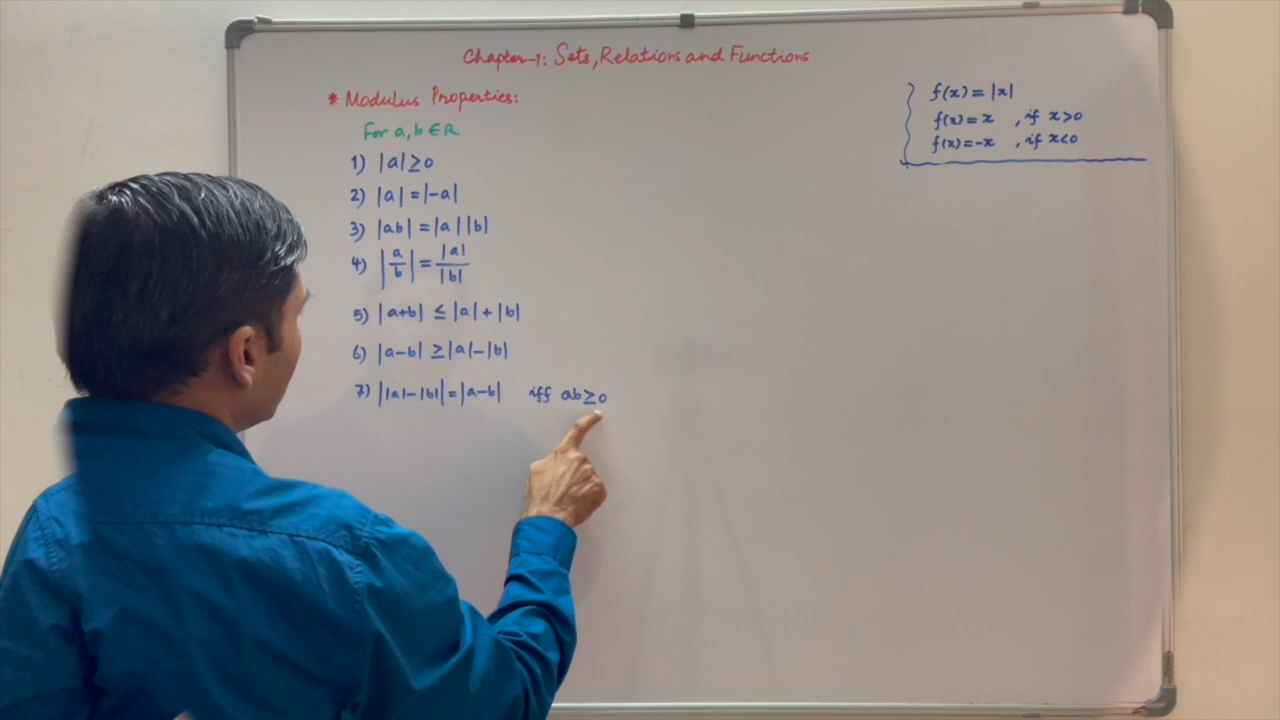 Chapter-1: Sets, Relations and Functions
* Modulus Properties:
For a, b ∈ R
1) |a| ≥ 0
2) |a| = |-a|
3) |ab| = |a||b|
4) |a/b| = |a|/|b|
5) |a+b| ≤ |a| + |b|
6) |a-b| ≥ |a| - |b|
7) ||a| - |b|| = |a-b| iff ab ≥ 0
f(x) = |x|
f(x) = x , if x > 0
f(x) = -x , if x < 0